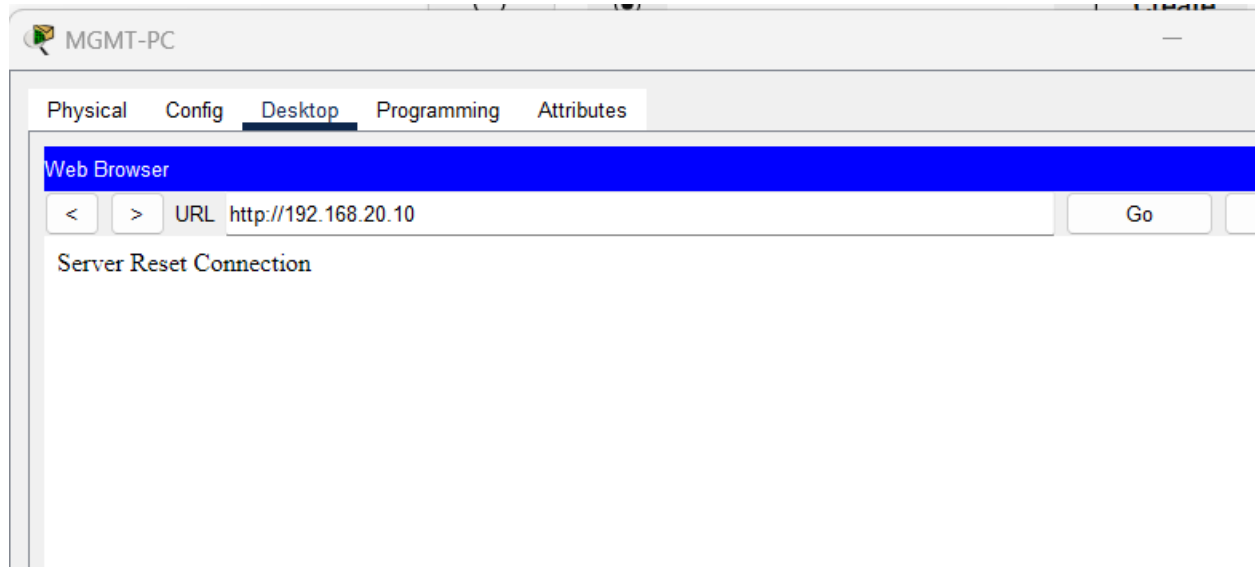 MGMT-PC
Physical Config Desktop Programming Attributes
Web Browser
< > URL http://192.168.20.10 Go
Server Reset Connection